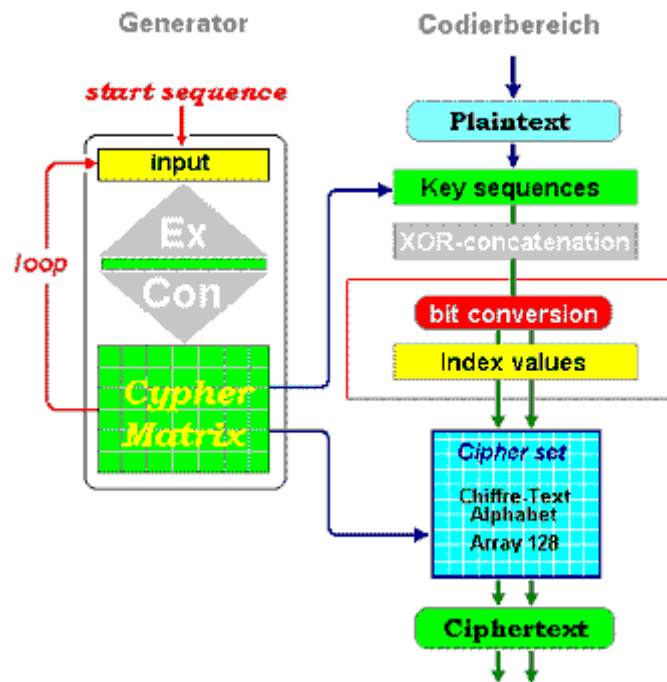 Generator
start sequence
input
loop
Ex
Con
Cypher
Matrix
Codierbereich
Plaintext
Key sequences
XOR-concatenation
bit conversion
Index values
Cipher set
Chiffre-Text
Alphabet
Array 128
Ciphertext